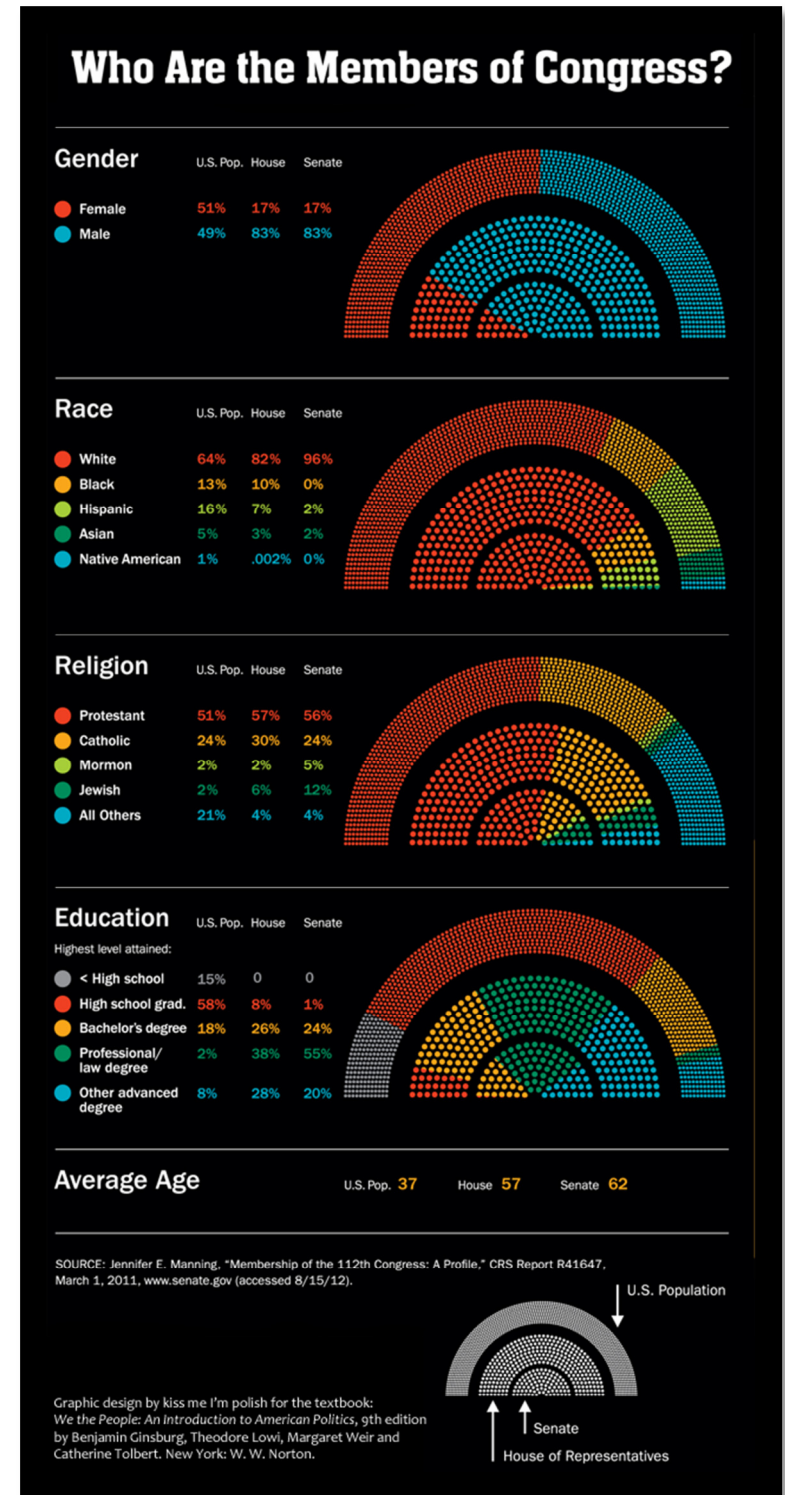 Who Are the Members of Congress?
Gender U.S. Pop. House Senate
Female 51% 17% 17%
Male 49% 83% 83%
Race U.S. Pop. House Senate
White 64% 82% 96%
Black 13% 10% 0%
Hispanic 16% 7% 2%
Asian 5% 3% 2%
Native American 1% .002% 0%
Religion U.S. Pop. House Senate
Protestant 51% 57% 56%
Catholic 24% 30% 24%
Mormon 2% 2% 5%
Jewish 2% 6% 12%
All Others 21% 4% 4%
Education U.S. Pop. House Senate
Highest level attained:
< High school 15% 0 0
High school grad. 58% 8% 1%
Bachelor's degree 18% 26% 24%
Professional/ 2% 38% 55%
law degree
Other advanced 8% 28% 20%
degree
Average Age U.S. Pop. 37 House 57 Senate 62
SOURCE: Jennifer E. Manning, "Membership of the 112th Congress: A Profile," CRS Report R41647,
March 1, 2011, www.senate.gov (accessed 8/15/12).
U.S. Population
Senate
House of Representatives
Graphic design by kiss me I'm polish for the textbook:
We the People: An Introduction to American Politics, 9th edition
by Benjamin Ginsburg, Theodore Lowi, Margaret Weir and
Catherine Tolbert. New York: W. W. Norton.